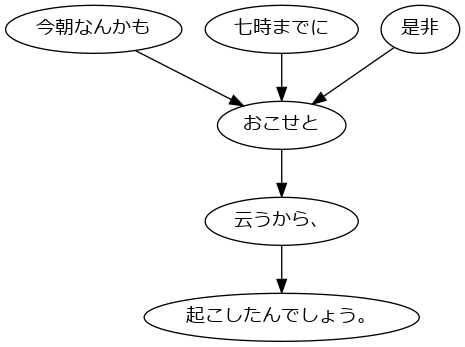 今朝なんかも
七時までに
是非
おこせと
云うから、
起こしたんでしょう。